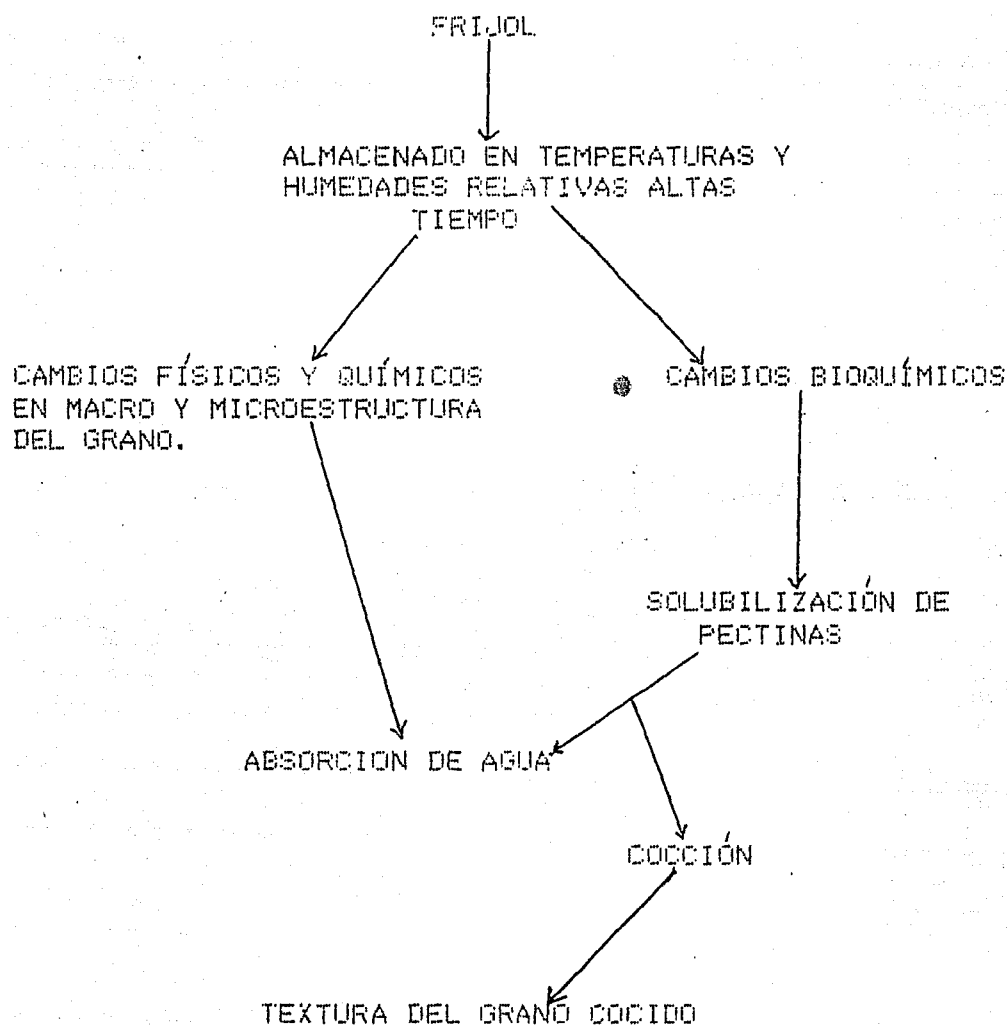 FRIJOL
ALMACENADO EN TEMPERATURAS Y
HUMEDADES RELATIVAS ALTAS
TIEMPO
CAMBIOS FÍSICOS Y QUÍMICOS
EN MACRO Y MICROESTRUCTURA
DEL GRANO.
CAMBIOS BIOQUÍMICOS
SOLUBILIZACIÓN DE
PECTINAS
ABSORCION DE AGUA
COCCIÓN
TEXTURA DEL GRANO COCIDO